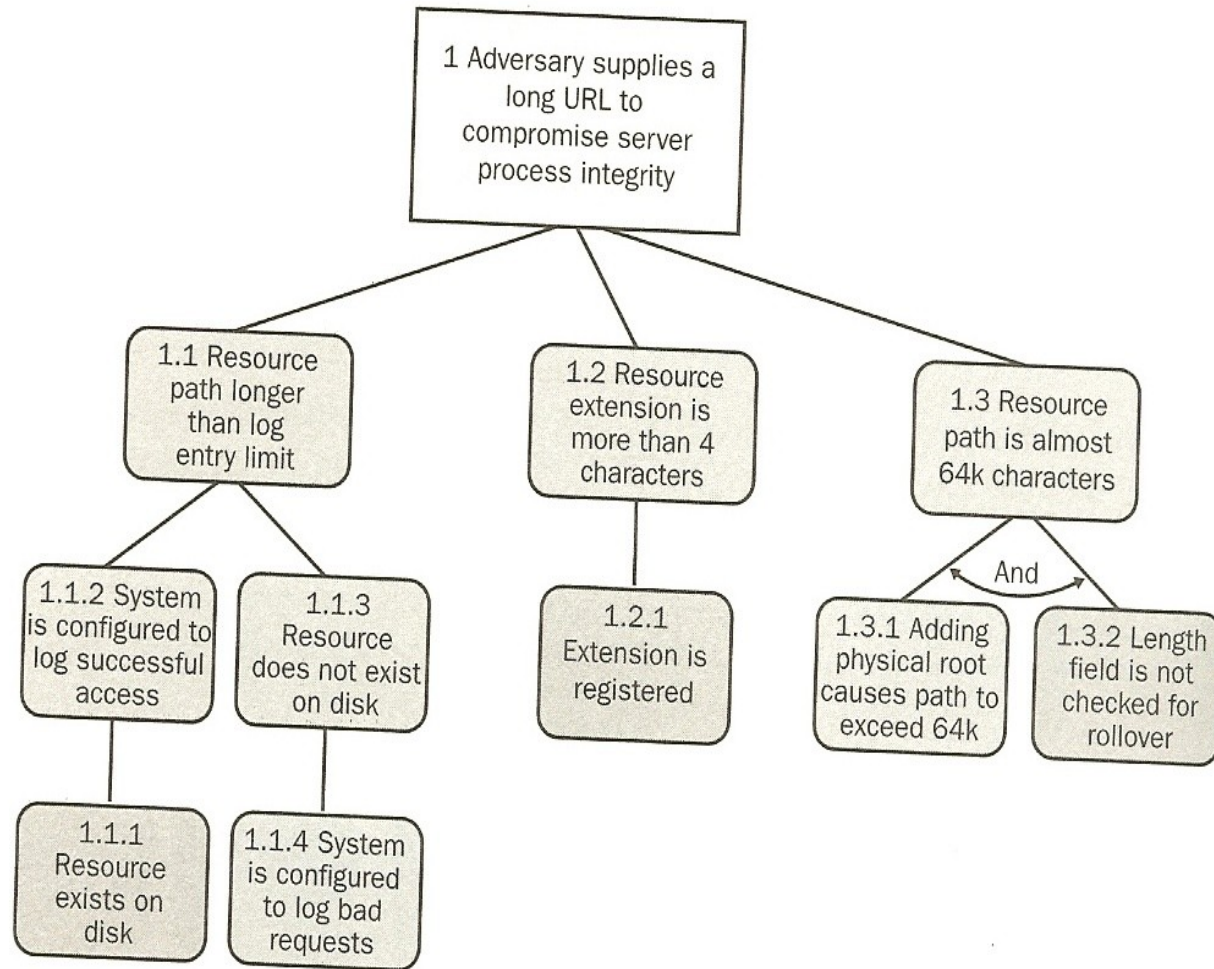 1 Adversary supplies a
long URL to
compromise server
process integrity
1.1 Resource
path longer
than log
entry limit
1.2 Resource
extension is
more than 4
characters
1.3 Resource
path is almost
64k characters
And
1.1.2 System
is configured to
log successful
access
1.1.3
Resource
does not exist
on disk
1.2.1
Extension is
registered
1.3.1 Adding
physical root
causes path to
exceed 64k
1.3.2 Length
field is not
checked for
rollover
1.1.1
Resource
exists on
disk
1.1.4 System
is configured
to log bad
requests